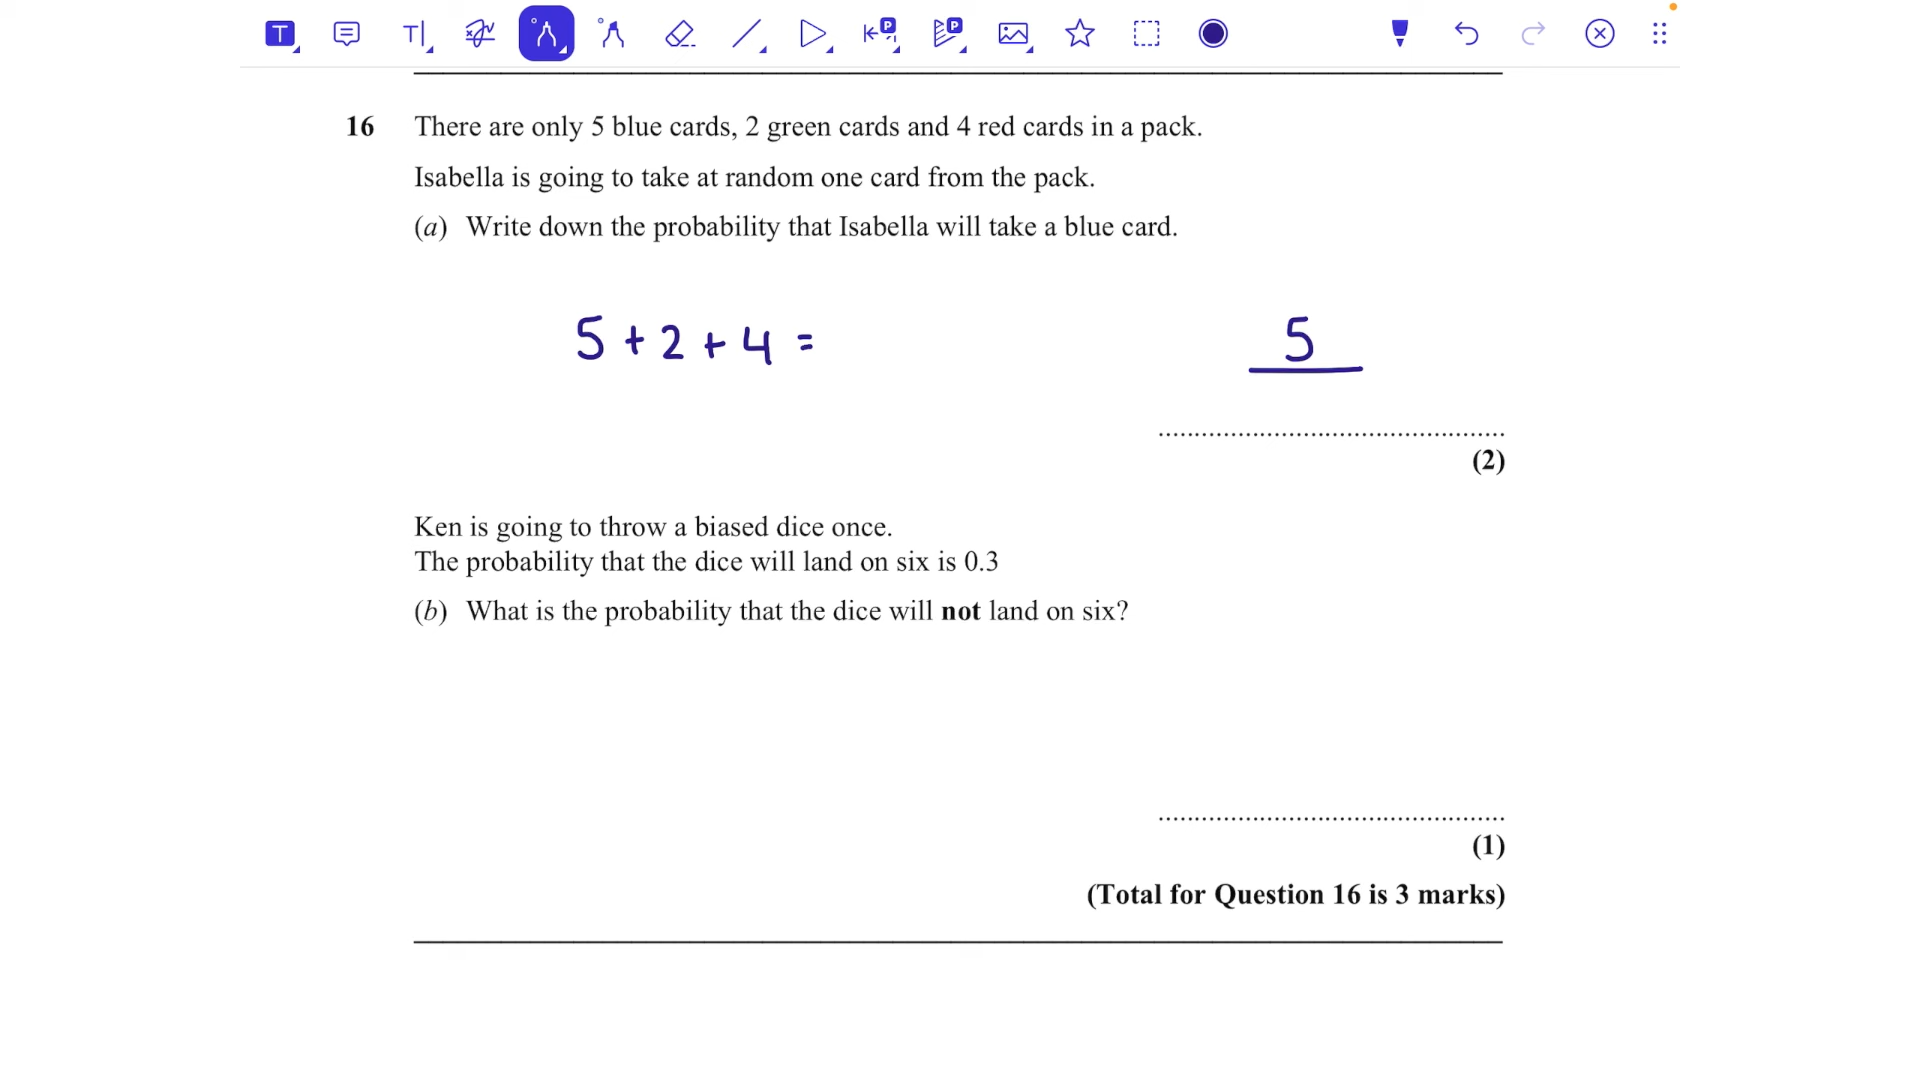 16 There are only 5 blue cards, 2 green cards and 4 red cards in a pack.
Isabella is going to take at random one card from the pack.
(a) Write down the probability that Isabella will take a blue card.
5 + 2 + 4 =
5
(2)
Ken is going to throw a biased dice once.
The probability that the dice will land on six is 0.3
(b) What is the probability that the dice will not land on six?
(1)
(Total for Question 16 is 3 marks)